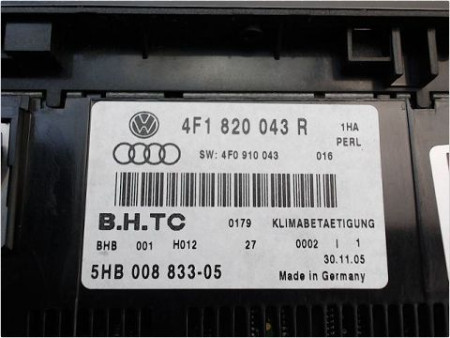 4F1 820 043 R 1HA
PERL
SW: 4F0 910 043 016
B.H.TC 0179 KLIMABETAETIGUNG
BHB 001 H012 27 0002 I 1
30.11.05
5HB 008 833-05 Made in Germany